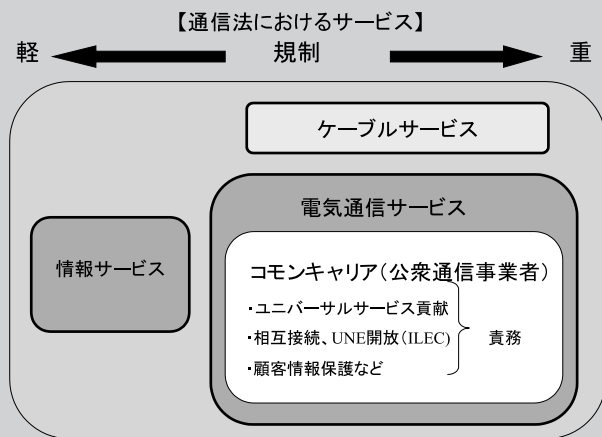 【通信法におけるサービス】
軽 規制 重
ケーブルサービス
電気通信サービス
情報サービス
コモンキャリア(公衆通信事業者)
・ユニバーサルサービス貢献
・相互接続、UNE開放(ILEC) 責務
・顧客情報保護など